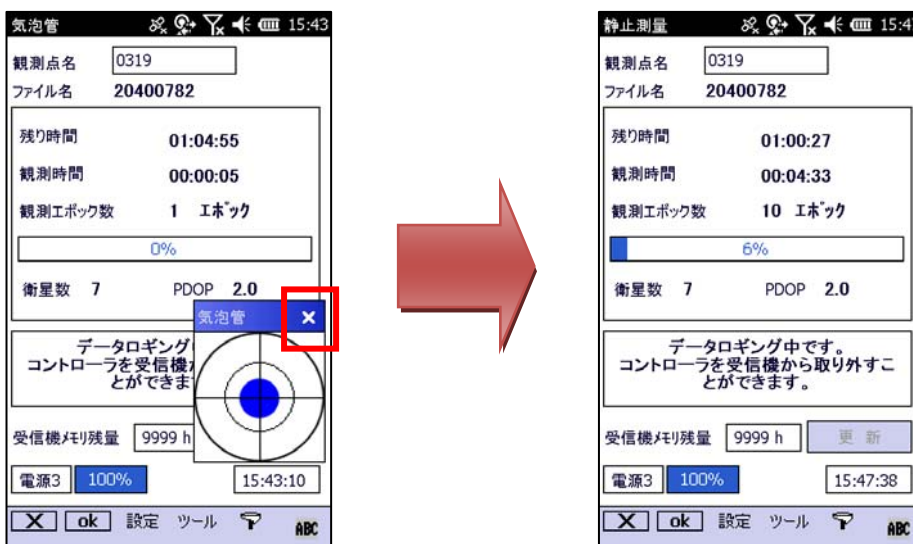 気泡管 15:43
観測点名 0319
ファイル名 20400782
残り時間 01:04:55
観測時間 00:00:05
観測エポック数 1 エポック
0%
衛星数 7 PDOP 2.0
気泡管
データロギング
コントローラを受信機
とができま
受信機メモリ残量 9999 h
電源3 100% 15:43:10
X ok 設定 ツール ABC
静止測量 15:4
観測点名 0319
ファイル名 20400782
残り時間 01:00:27
観測時間 00:04:33
観測エポック数 10 エポック
6%
衛星数 7 PDOP 2.0
データロギング中です。
コントローラを受信機から取り外すこ
とができます。
受信機メモリ残量 9999 h 更新
電源3 100% 15:47:38
X ok 設定 ツール ABC